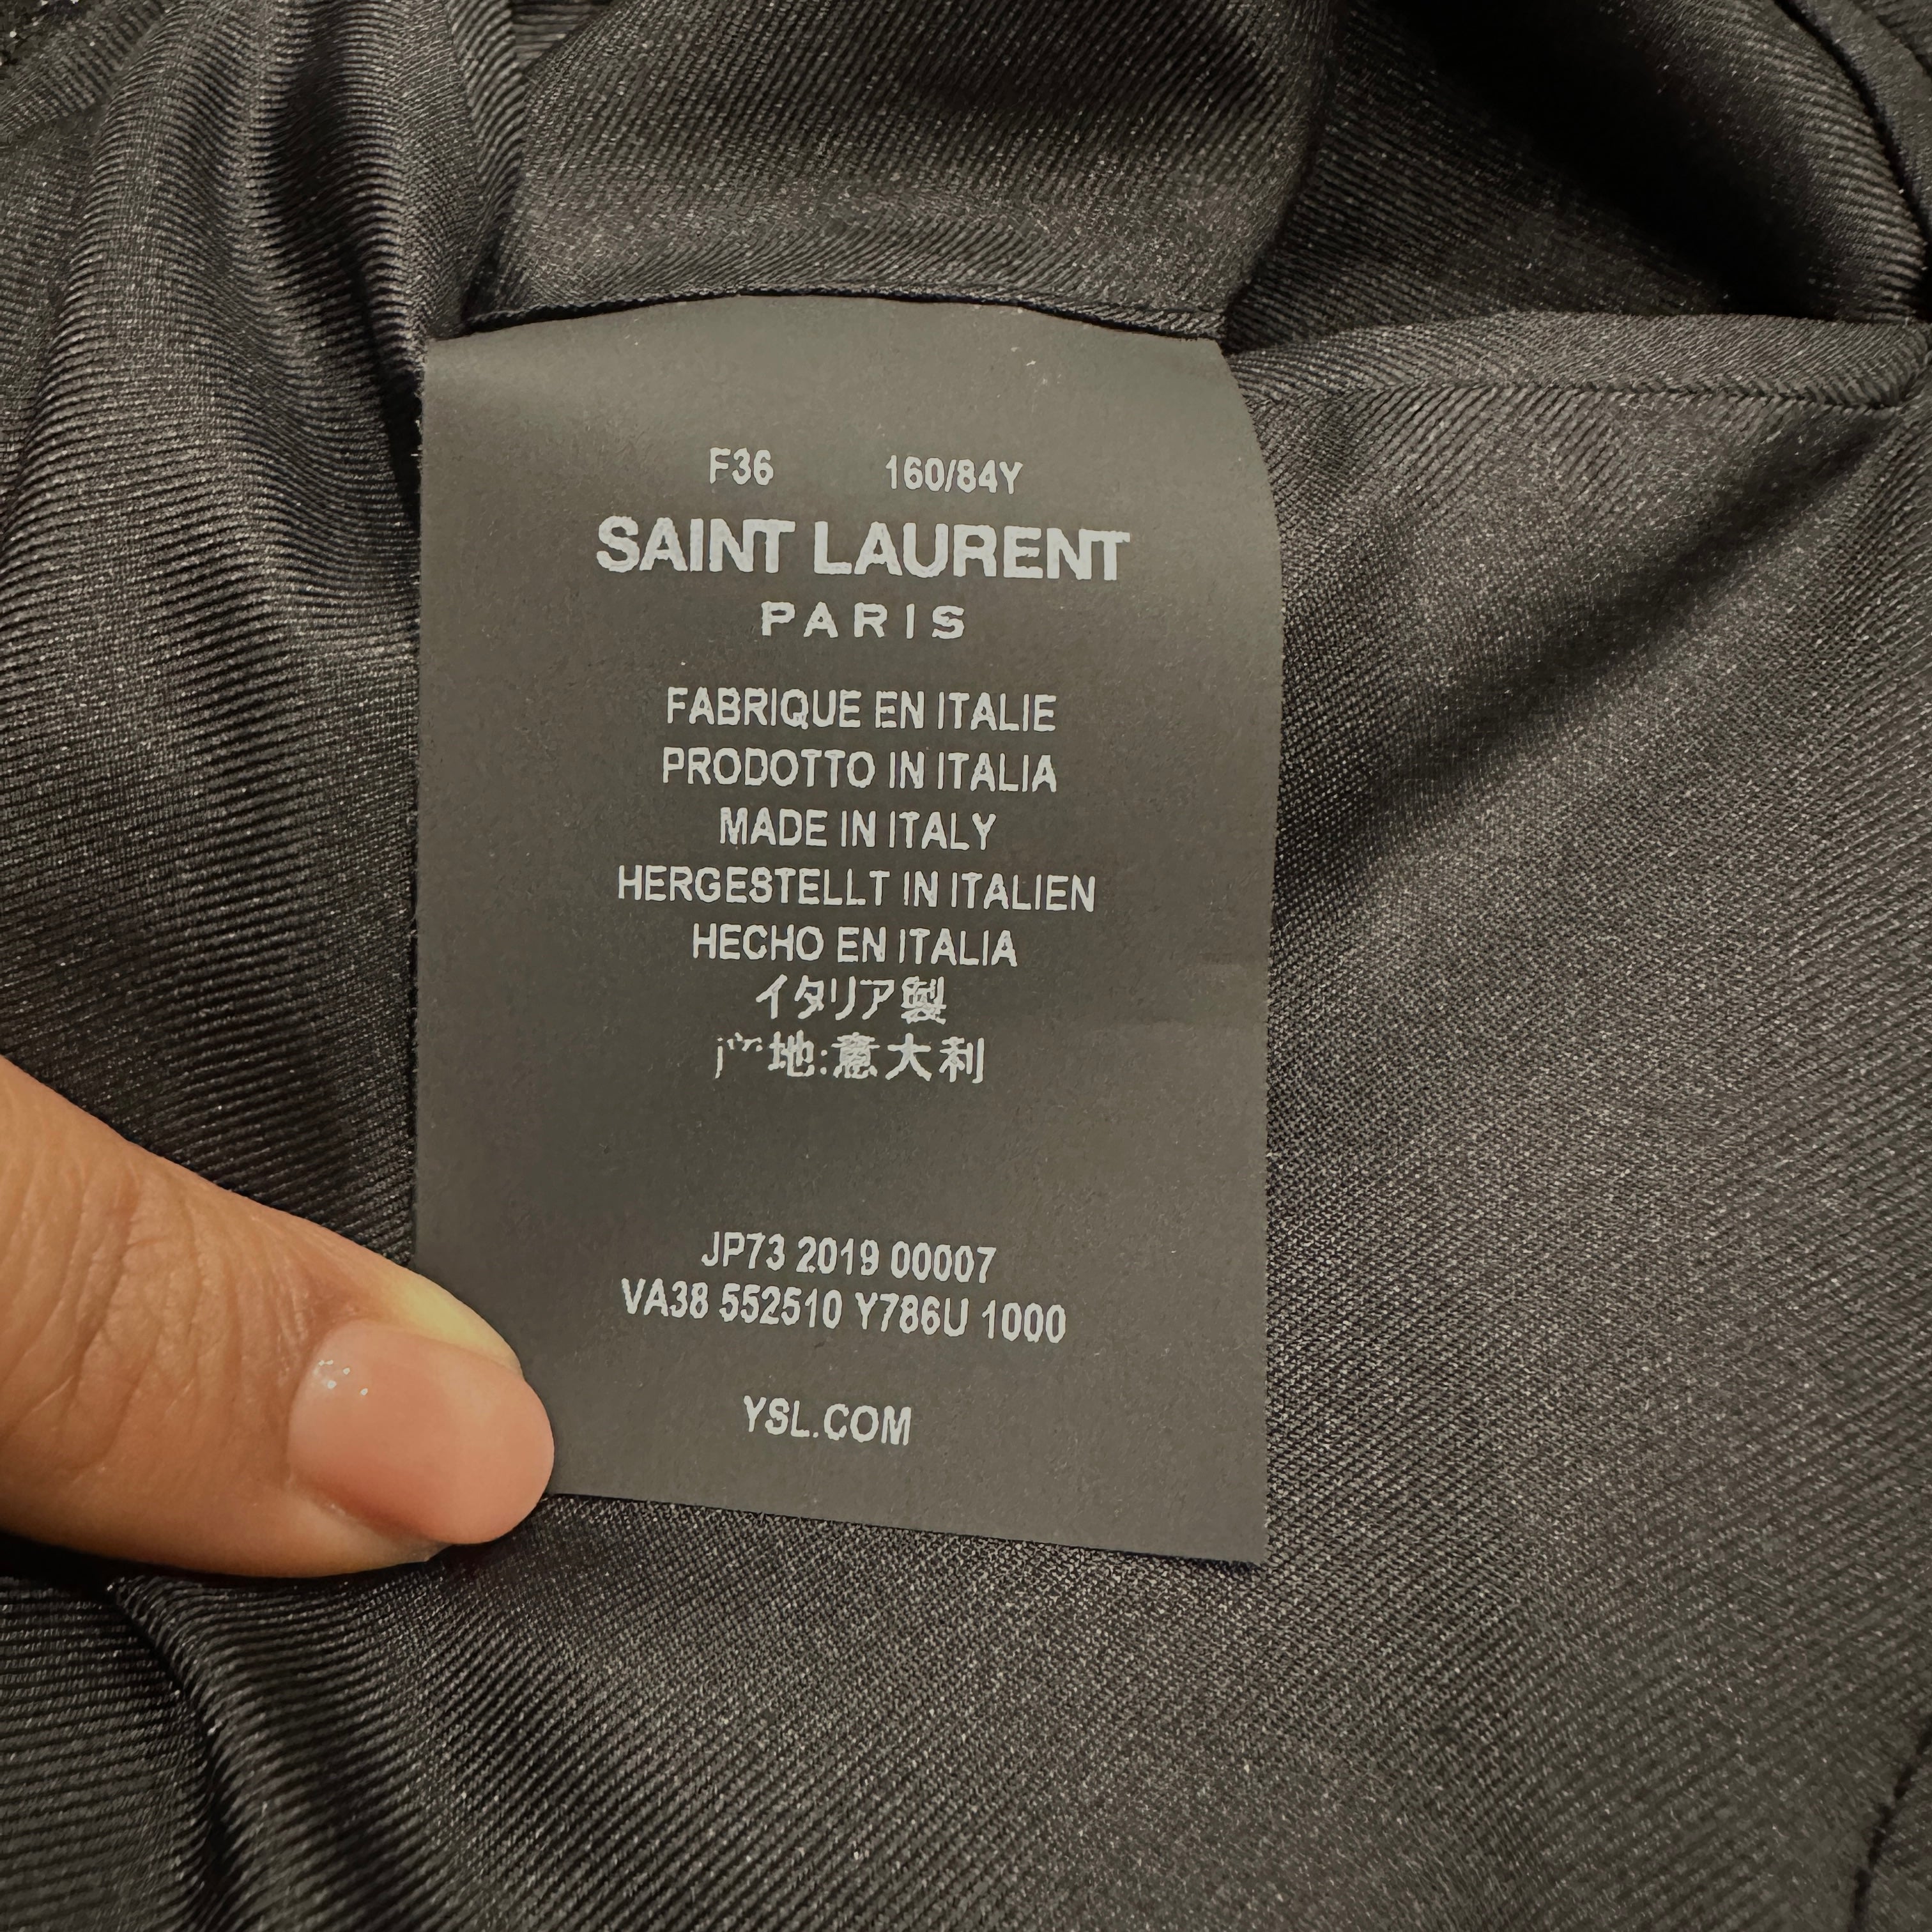 F36 160/84Y
SAINT LAURENT
PARIS
FABRIQUE EN ITALIE
PRODOTTO IN ITALIA
MADE IN ITALY
HERGESTELLT IN ITALIEN
HECHO EN ITALIA
イタリア製
产地:意大利
JP73 2019 00007
VA38 552510 Y786U 1000
YSL.COM